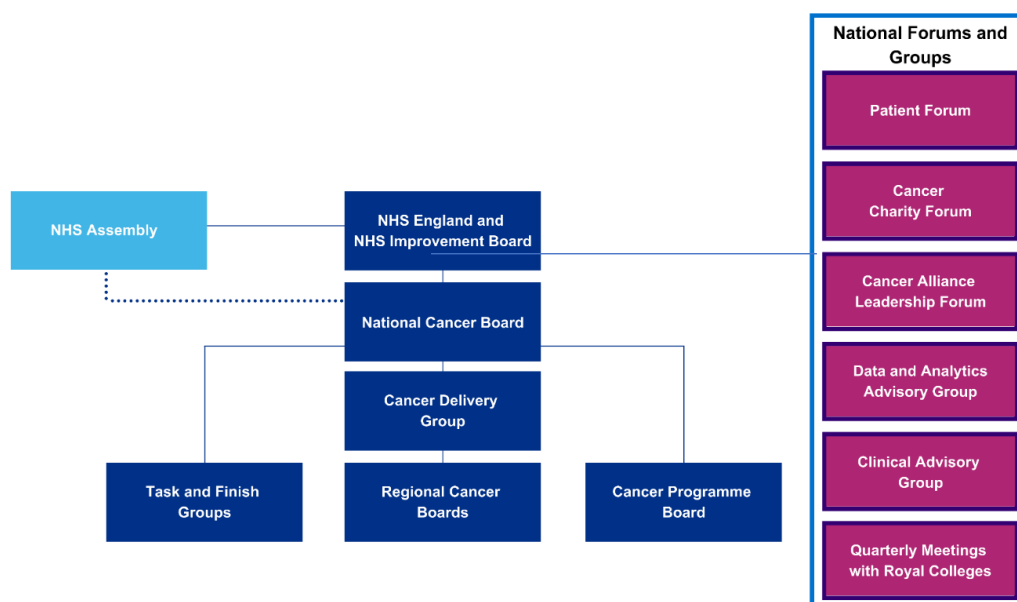 National Forums and
Groups
Patient Forum
Cancer
Charity Forum
Cancer Alliance
Leadership Forum
Data and Analytics
Advisory Group
Clinical Advisory
Group
Quarterly Meetings
with Royal Colleges
NHS Assembly
NHS England and
NHS Improvement Board
National Cancer Board
Cancer Delivery
Group
Task and Finish
Groups
Regional Cancer
Boards
Cancer Programme
Board